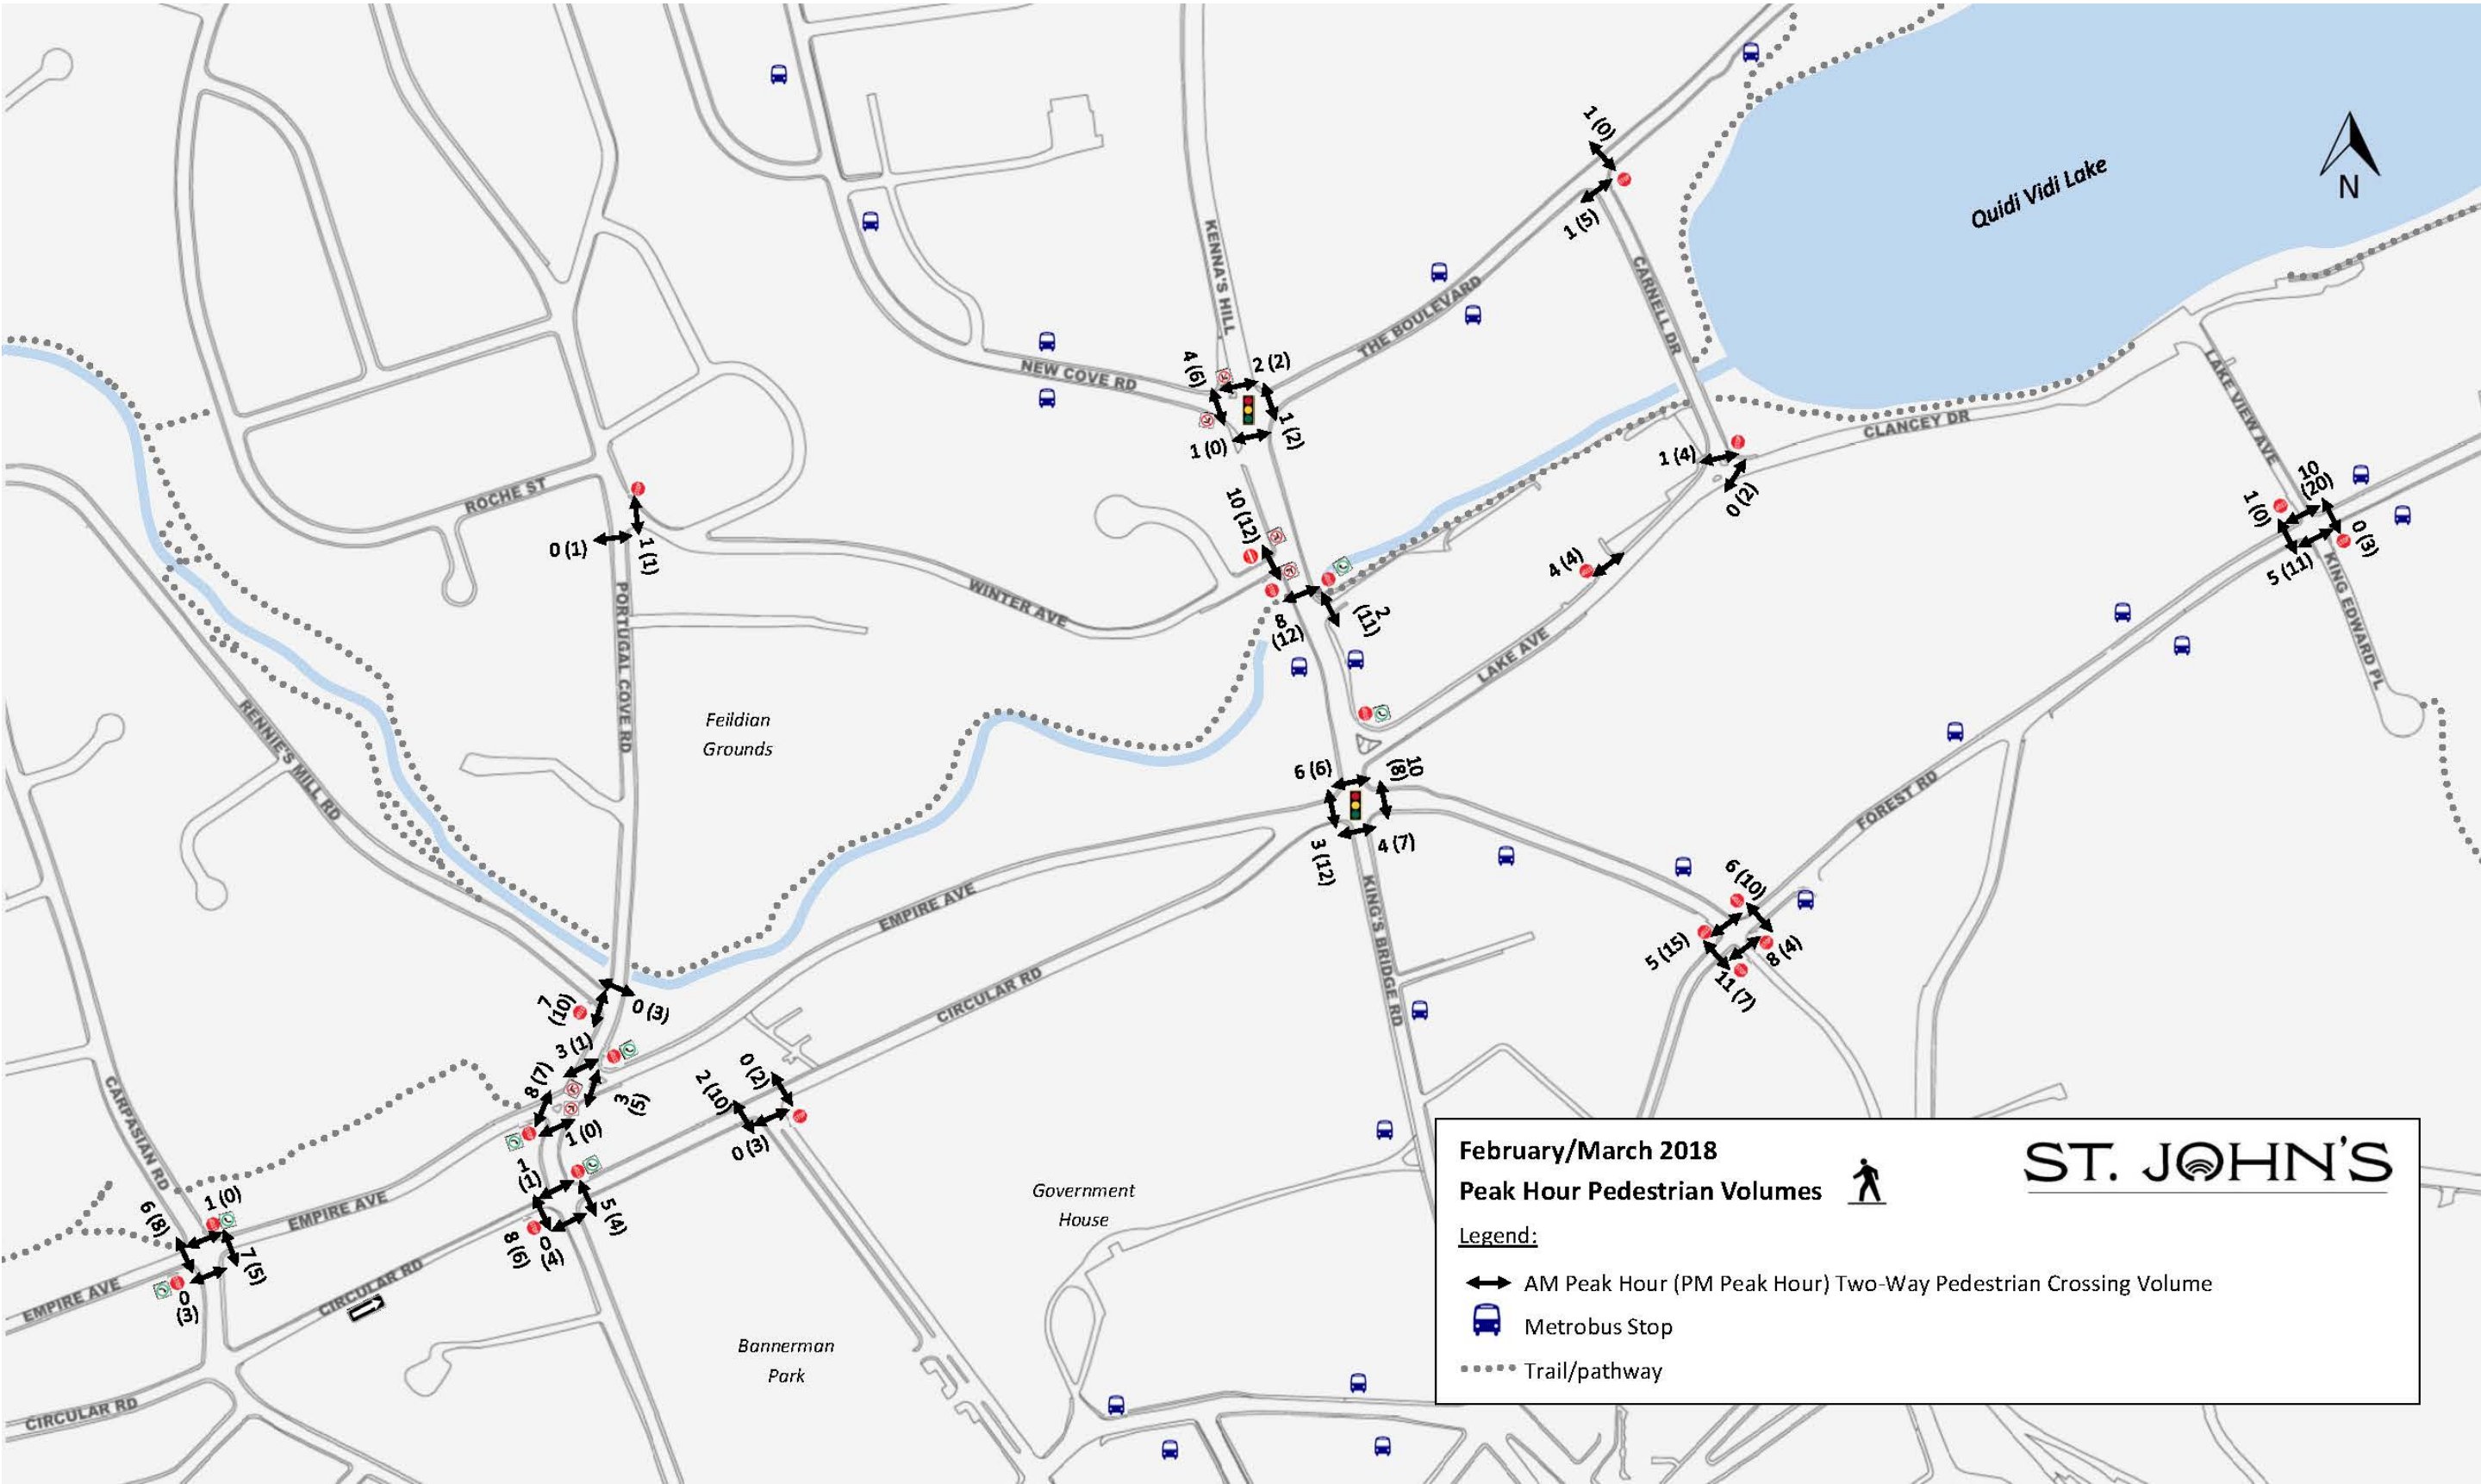 1 (0)
Quidi Vidi Lake
N
1 (5)
KENNA'S HILL
CARNELL DR
THE BOULEVARD
NEW COVE RD
4 (6)
2 (2)
1 (2)
1 (0)
LAKE VIEW AVE
CLANCEY DR
1 (4)
0 (2)
10
(20)
1 (0)
0 (3)
5 (11)
KING EDWARD PL
ROCHE ST
0 (1)
1 (1)
10 (12)
4 (4)
WINTER AVE
PORTUGAL COVE RD
8
(12)
2
(11)
LAKE AVE
RENNIE'S MILL RD
Feildian
Grounds
6 (6)
10
(8)
3 (12)
4 (7)
FOREST RD
EMPIRE AVE
KING'S BRIDGE RD
6 (10)
5 (15)
8 (4)
11 (7)
CIRCULAR RD
7
(10)
0 (3)
3 (1)
8 (7)
3
(5)
1 (0)
2 (10)
0 (2)
0 (3)
CARPASIAN RD
1
(1)
5 (4)
8 (6)
0
(4)
Government
House
6 (8)
1 (0)
7 (5)
0
(3)
EMPIRE AVE
EMPIRE AVE
CIRCULAR RD
Bannerman
Park
CIRCULAR RD
February/March 2018
Peak Hour Pedestrian Volumes
ST. JOHN'S
Legend:
AM Peak Hour (PM Peak Hour) Two-Way Pedestrian Crossing Volume
Metrobus Stop
Trail/pathway